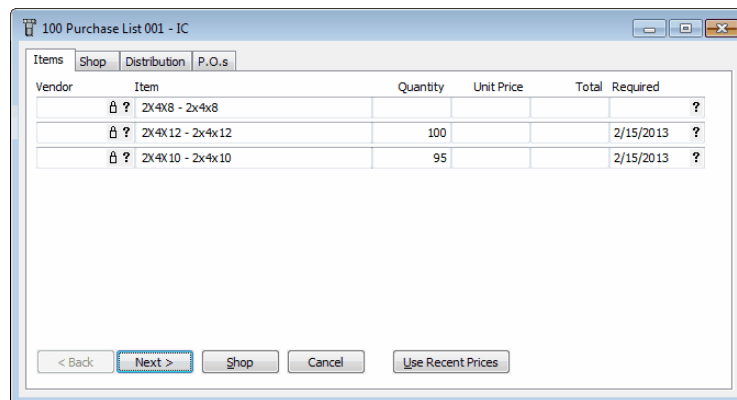 100 Purchase List 001 - IC
Items Shop Distribution P.O.s
Vendor Item Quantity Unit Price Total Required
? 2X4X8 - 2x4x8 ?
? 2X4X12 - 2x4x12 100 2/15/2013 ?
? 2X4X10 - 2x4x10 95 2/15/2013 ?
< Back Next > Shop Cancel Use Recent Prices